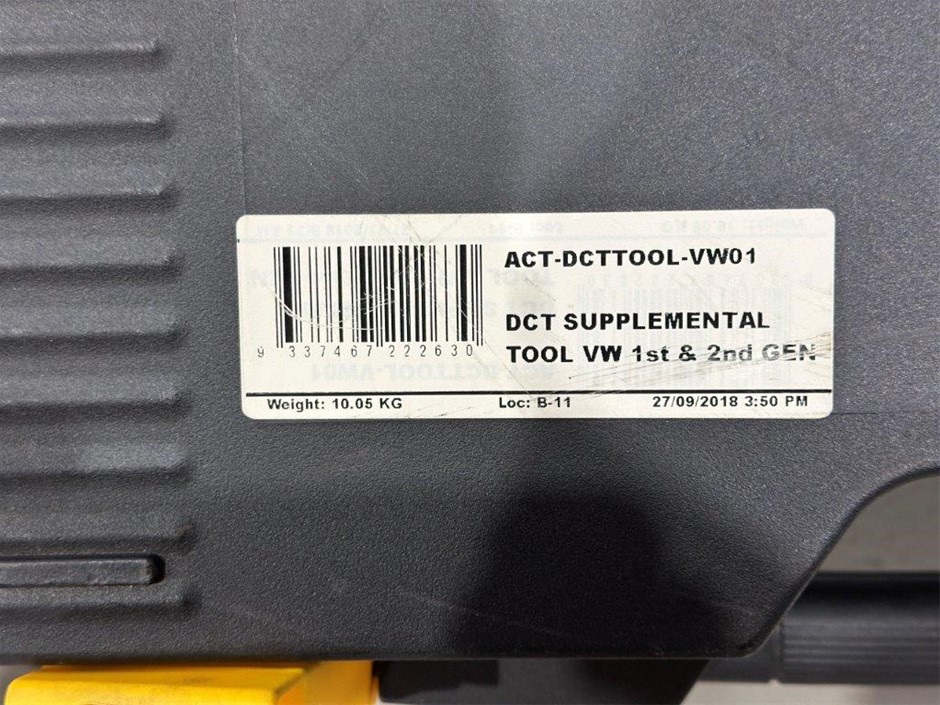 ACT-DCTTOOL-VW01
9 337467 222630
DCT SUPPLEMENTAL
TOOL VW 1st & 2nd GEN
Weight: 10.05 KG Loc: B-11 27/09/2018 3:50 PM